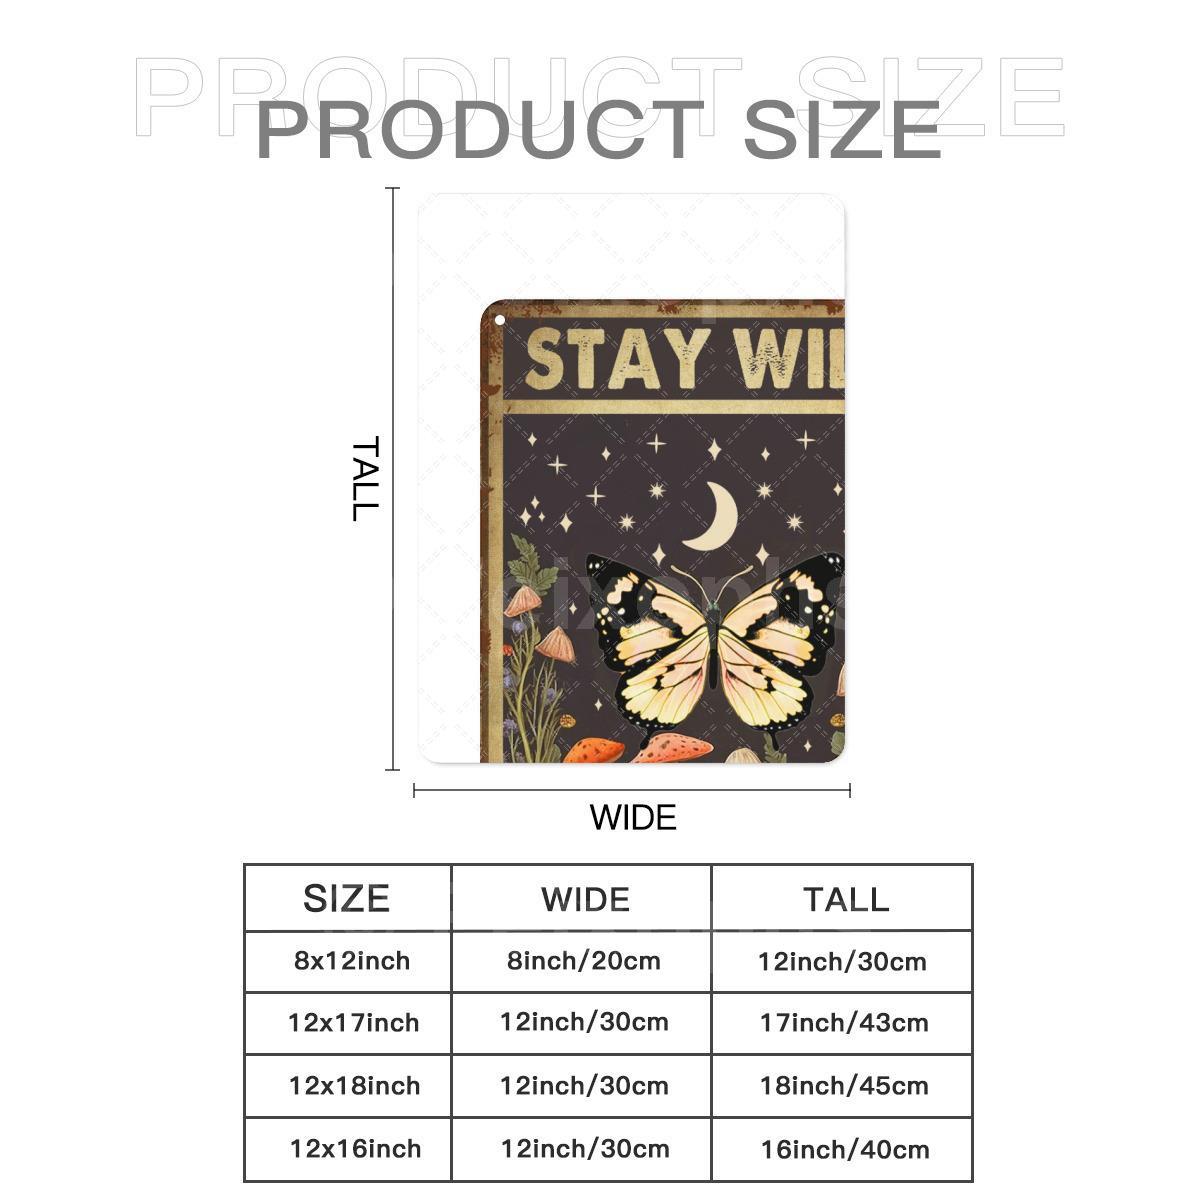 PRODUCT SIZE
PRODUCT SIZE
STAY WIL
TALL
WIDE
SIZE WIDE TALL
8x12inch 8inch/20cm 12inch/30cm
12x17inch 12inch/30cm 17inch/43cm
12x18inch 12inch/30cm 18inch/45cm
12x16inch 12inch/30cm 16inch/40cm